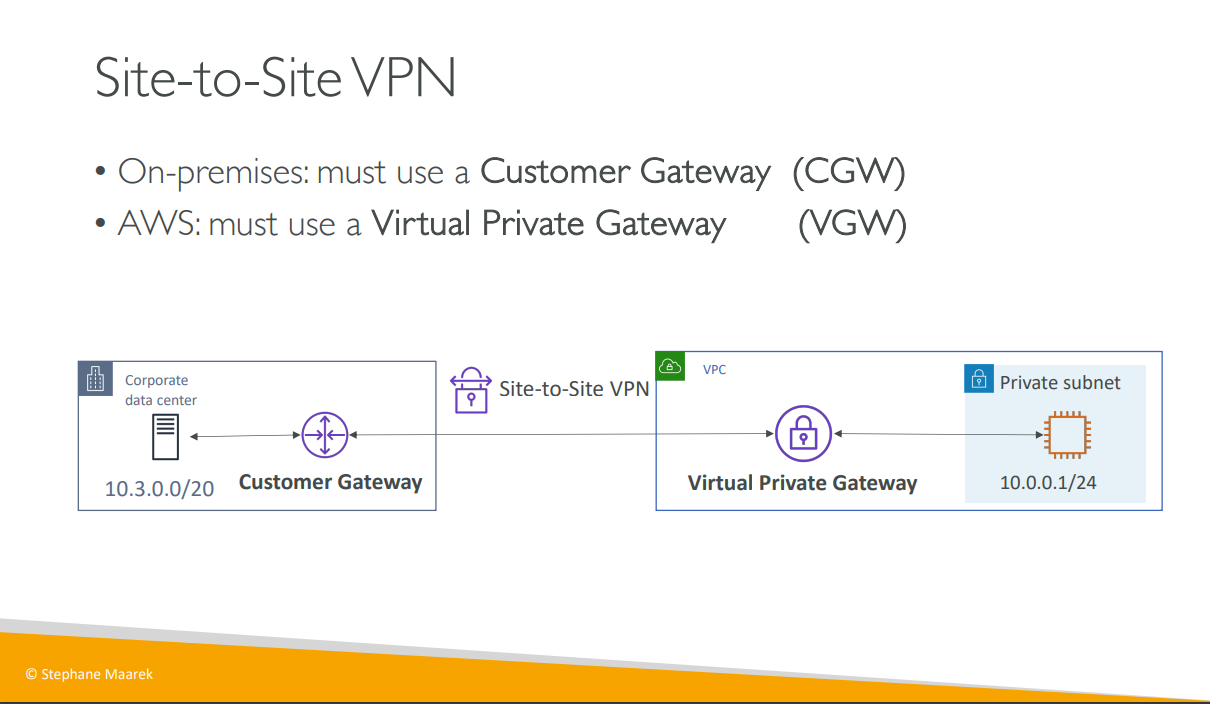 Site-to-Site VPN
• On-premises: must use a Customer Gateway (CGW)
• AWS: must use a Virtual Private Gateway (VGW)
Corporate
data center
10.3.0.0/20
Customer Gateway
Site-to-Site VPN
VPC
Virtual Private Gateway
Private subnet
10.0.0.1/24
© Stephane Maarek